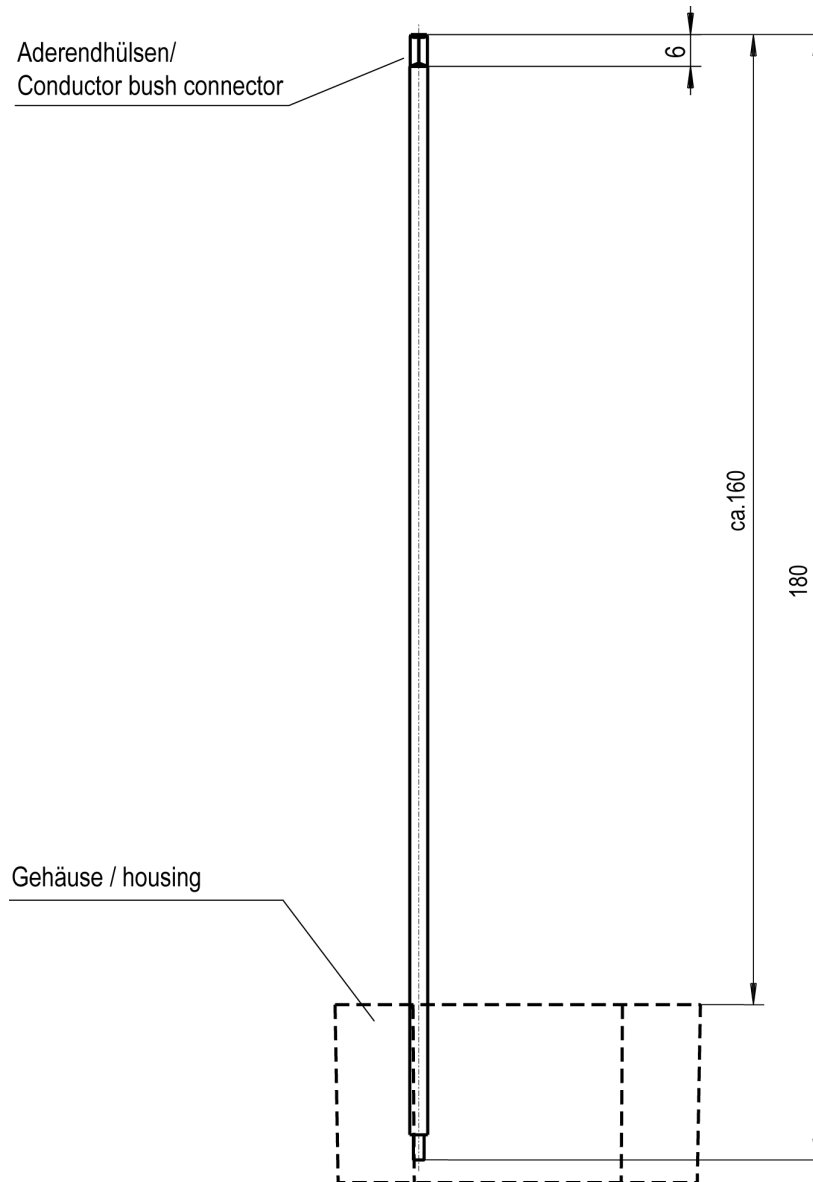 Aderendhülsen/
Conductor bush connector
6
ca.160
180
Gehäuse / housing